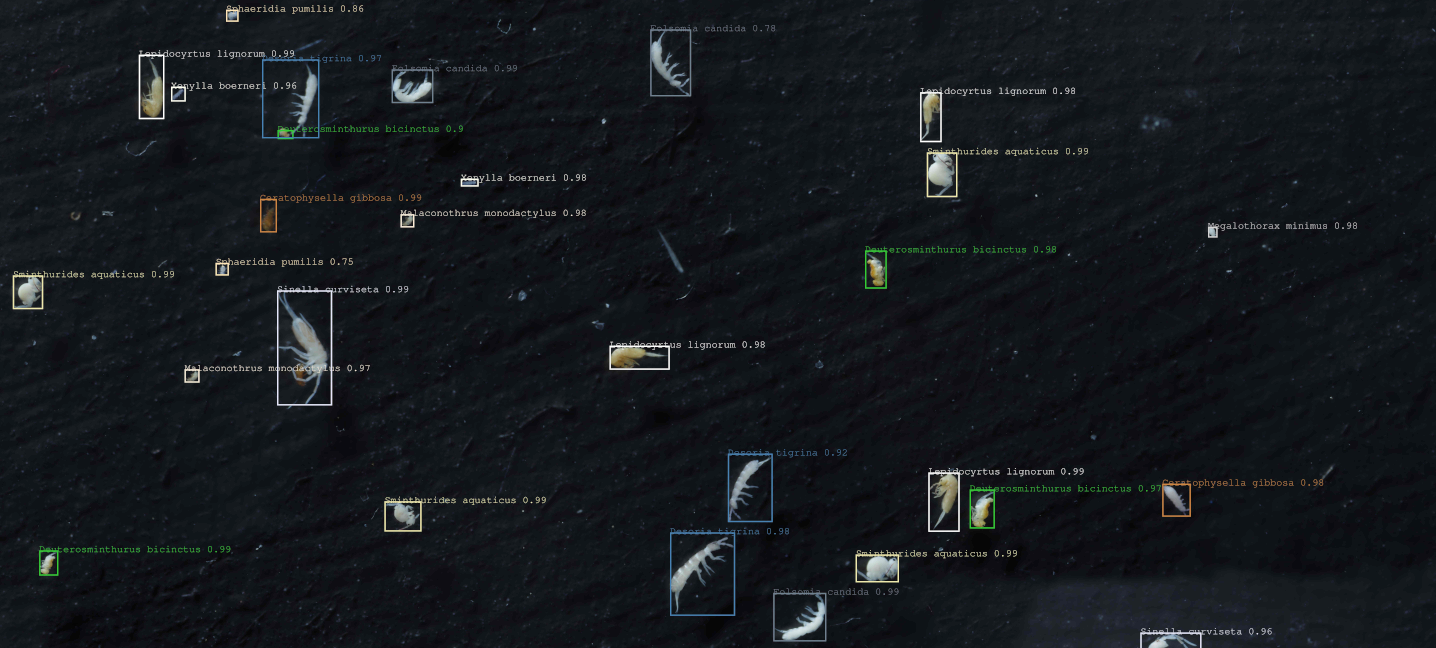 Sphaeridia pumilis 0.86
Folsomia candida 0.78
Lepidocyrtus lignorum 0.99
Desoria tigrina 0.97
Folsomia candida 0.99
Xenylla boerneri 0.96
Lepidocyrtus lignorum 0.98
Deuterosminthurus bicinctus 0.9
Sminthurides aquaticus 0.99
Xenylla boerneri 0.98
Ceratophysella gibbosa 0.99
Malaconothrus monodactylus 0.98
Megalothorax minimus 0.98
Deuterosminthurus bicinctus 0.98
Sphaeridia pumilis 0.75
Sminthurides aquaticus 0.99
Sinella curviseta 0.99
Lepidocyrtus lignorum 0.98
Malaconothrus monodactylus 0.97
Desoria tigrina 0.92
Lepidocyrtus lignorum 0.99
Ceratophysella gibbosa 0.98
Deuterosminthurus bicinctus 0.97
Sminthurides aquaticus 0.99
Desoria tigrina 0.98
Deuterosminthurus bicinctus 0.99
Sminthurides aquaticus 0.99
Folsomia candida 0.99
Sinella curviseta 0.96